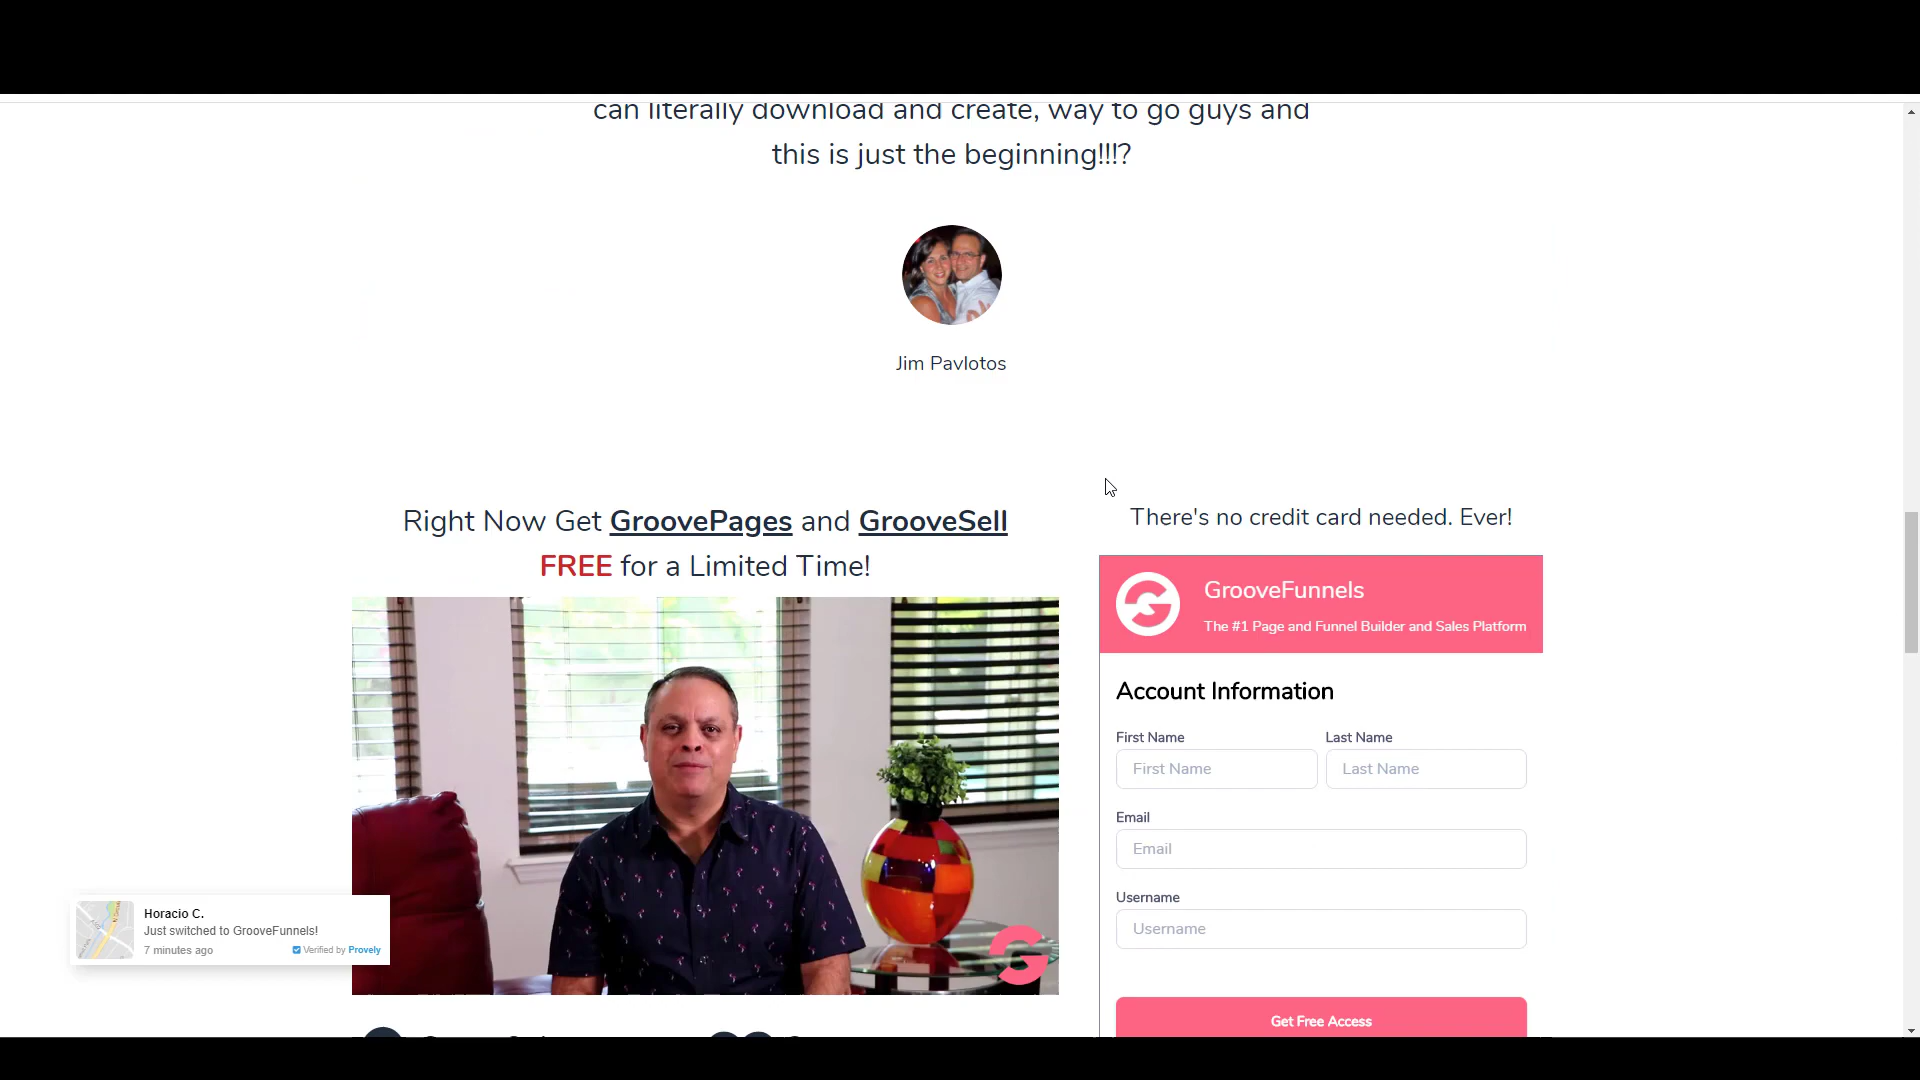 can literally download and create, way to go guys and
this is just the beginning!!!?
Jim Pavlotos
Right Now Get GroovePages and GrooveSell
FREE for a Limited Time!
There's no credit card needed. Ever!
GrooveFunnels
The #1 Page and Funnel Builder and Sales Platform
Account Information
First Name
Last Name
First Name
Last Name
Email
Email
Username
Username
Get Free Access
Horacio C.
Just switched to GrooveFunnels!
7 minutes ago
Verified by Provely